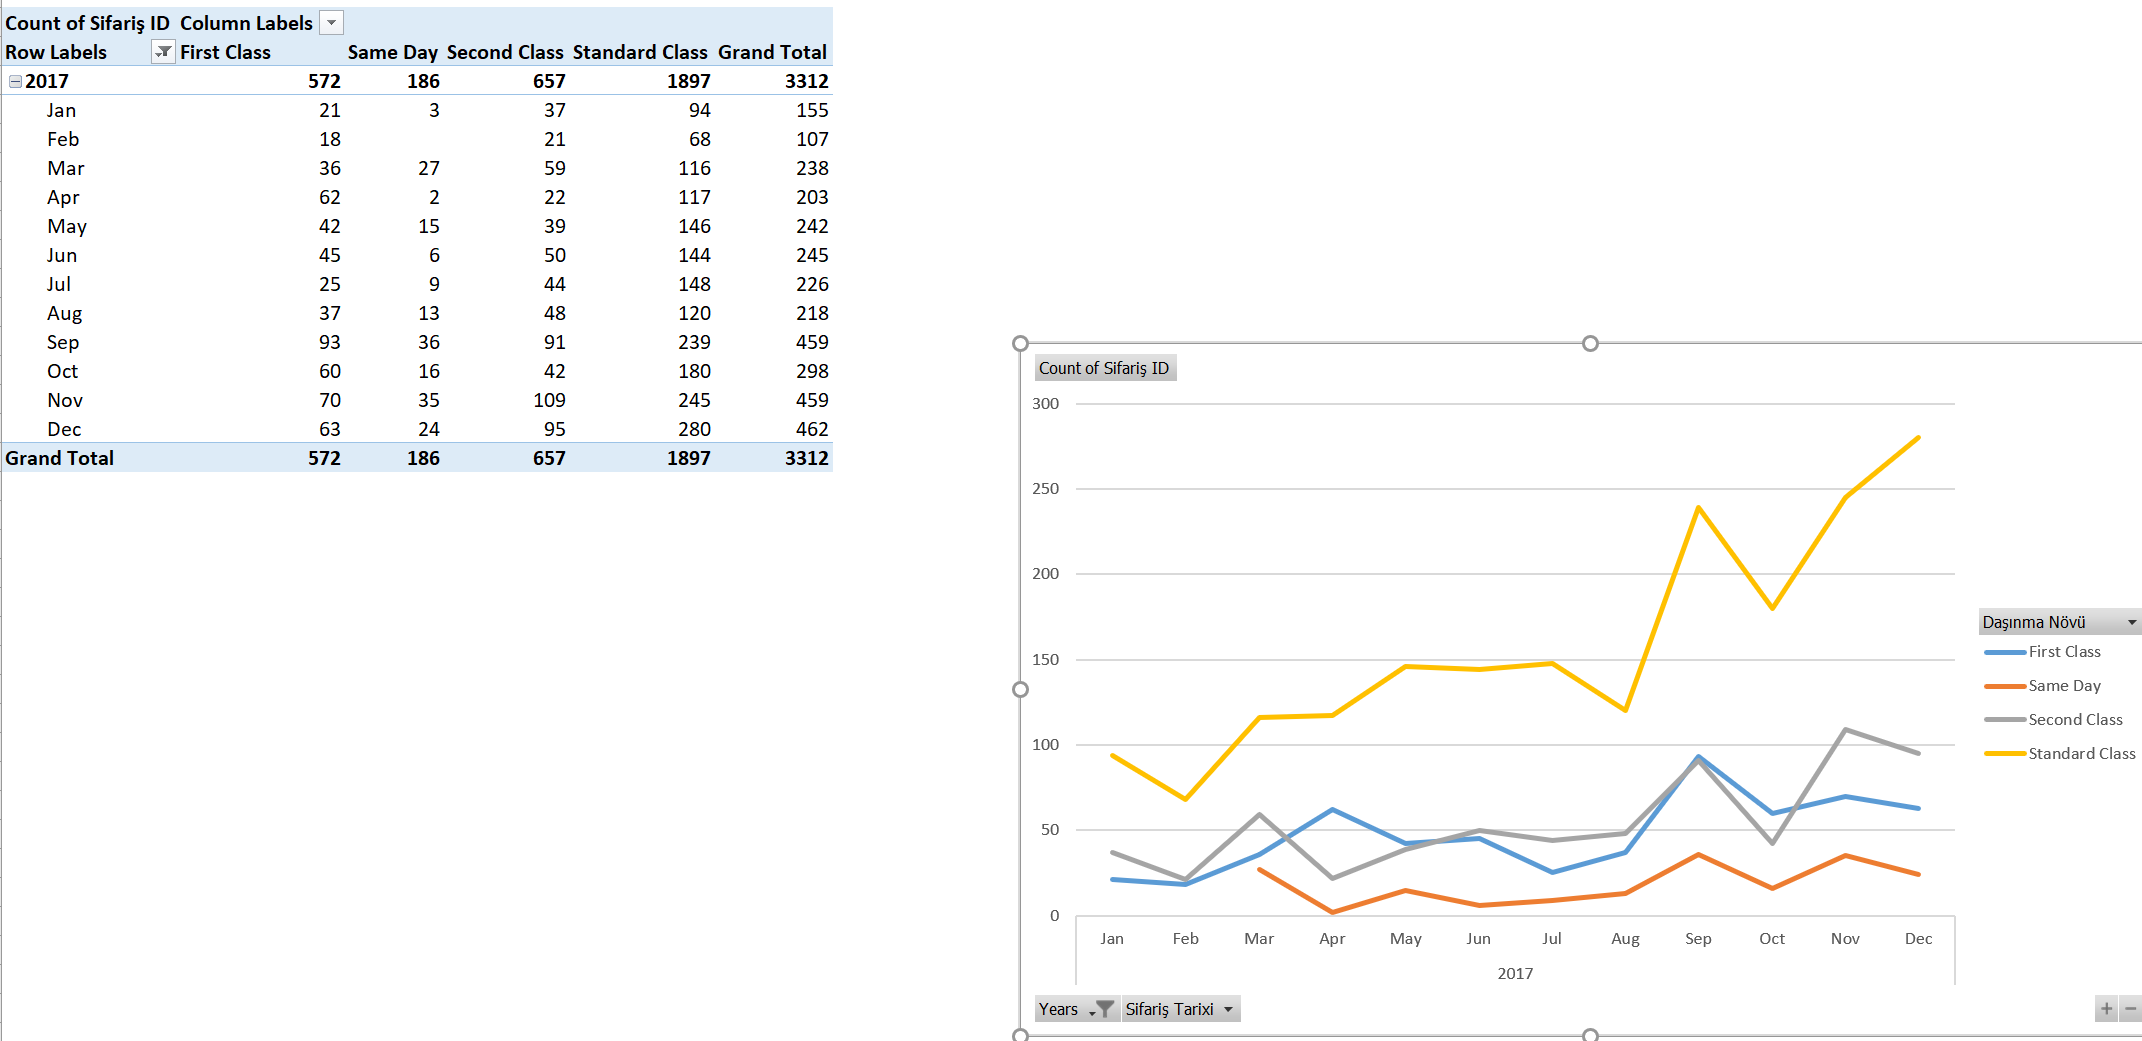 Count of Sifariş ID Column Labels
Row Labels First Class Same Day Second Class Standard Class Grand Total
2017 572 186 657 1897 3312
Jan 21 3 37 94 155
Feb 18 21 68 107
Mar 36 27 59 116 238
Apr 62 2 22 117 203
May 42 15 39 146 242
Jun 45 6 50 144 245
Jul 25 9 44 148 226
Aug 37 13 48 120 218
Sep 93 36 91 239 459
Oct 60 16 42 180 298
Nov 70 35 109 245 459
Dec 63 24 95 280 462
Grand Total 572 186 657 1897 3312
Count of Sifariş ID
300
250
200
150
100
50
0
Jan Feb Mar Apr May Jun Jul Aug Sep Oct Nov Dec
2017
Daşınma Növü
First Class
Same Day
Second Class
Standard Class
Years Sifariş Tarixi